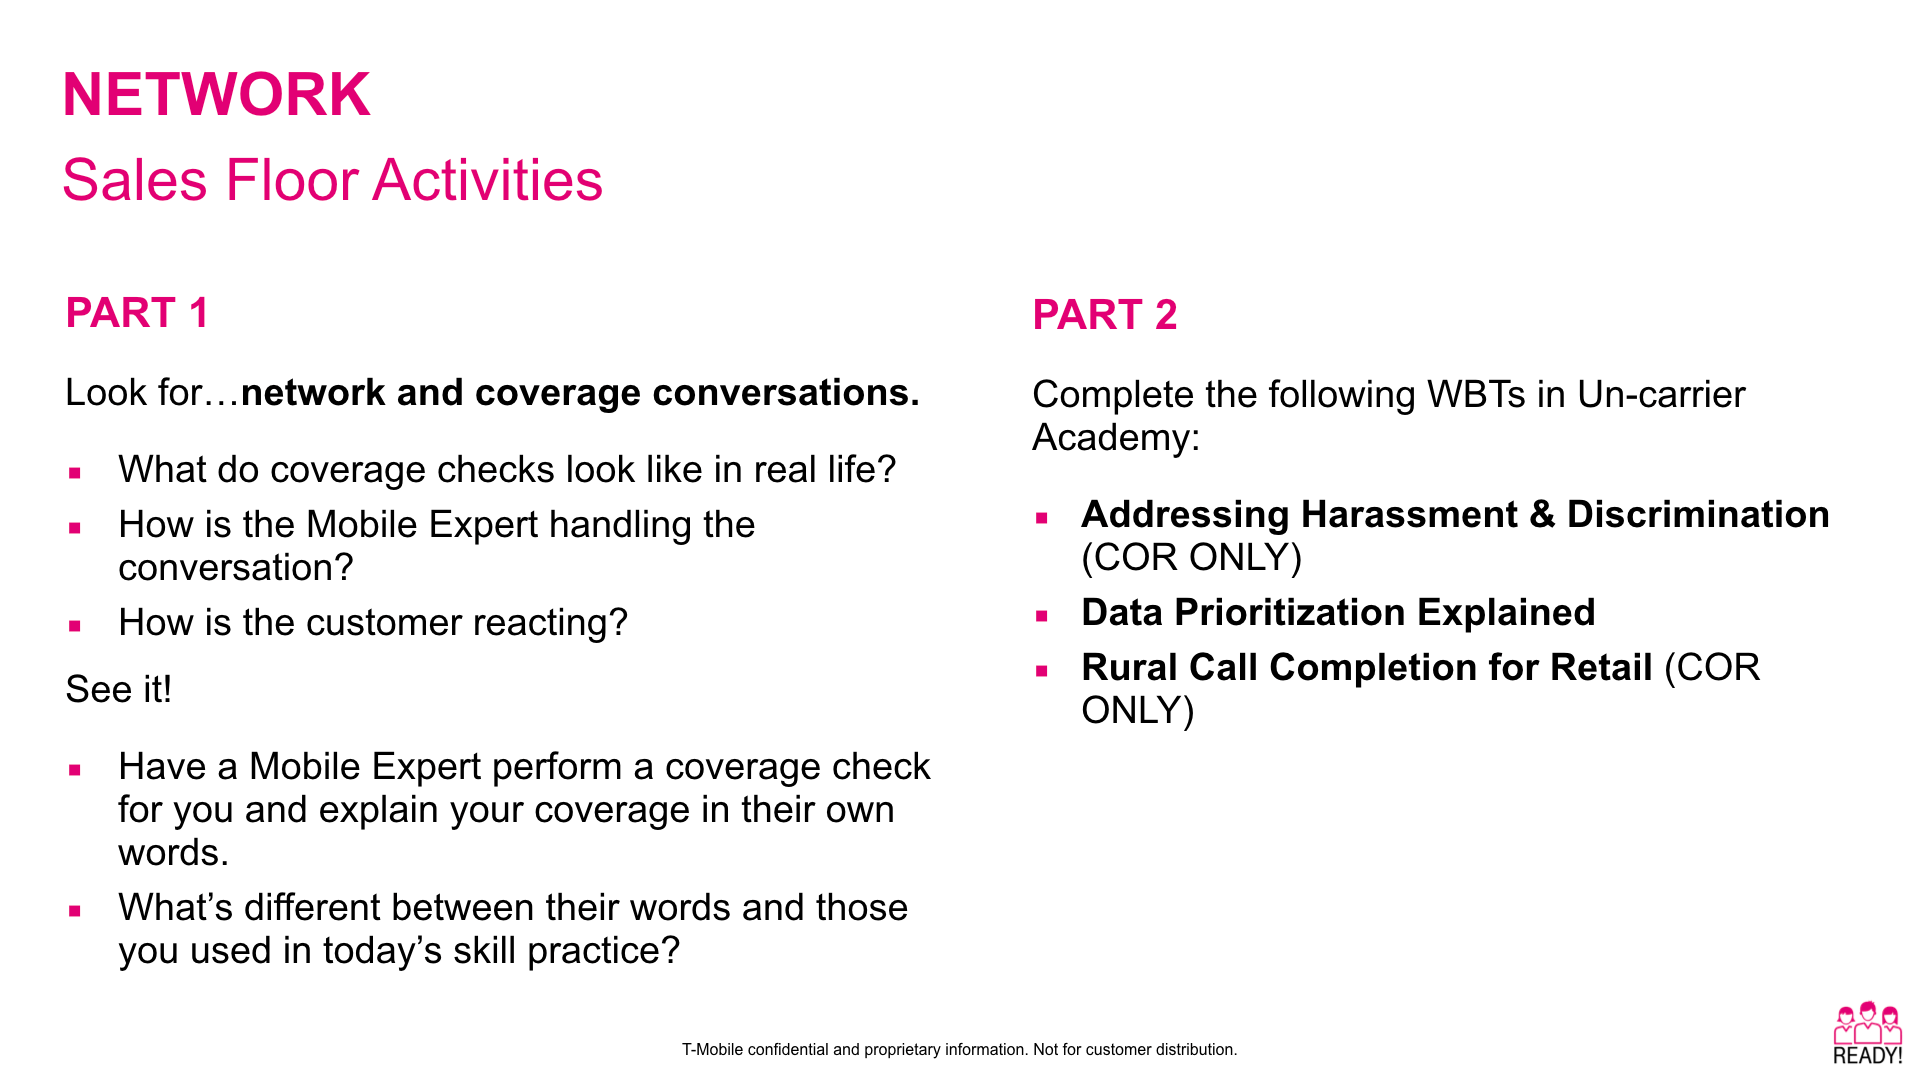 NETWORK
Sales Floor Activities
PART 1
Look for…network and coverage conversations.
What do coverage checks look like in real life?
How is the Mobile Expert handling the
conversation?
How is the customer reacting?
See it!
Have a Mobile Expert perform a coverage check
for you and explain your coverage in their own
words.
What’s different between their words and those
you used in today’s skill practice?
PART 2
Complete the following WBTs in Un-carrier
Academy:
Addressing Harassment & Discrimination
(COR ONLY)
Data Prioritization Explained
Rural Call Completion for Retail (COR
ONLY)
T-Mobile confidential and proprietary information. Not for customer distribution.
READY!